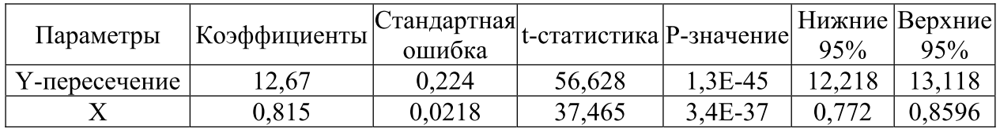 Параметры Коэффициенты Стандартная ошибка t-статистика P-значение Нижние 95% Верхние 95%
Y-пересечение 12,67 0,224 56,628 1,3E-45 12,218 13,118
X 0,815 0,0218 37,465 3,4E-37 0,772 0,8596